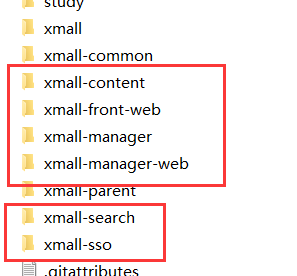 study
xmall
xmall-common
xmall-content
xmall-front-web
xmall-manager
xmall-manager-web
xmall-parent
xmall-search
xmall-sso
.gitattributes